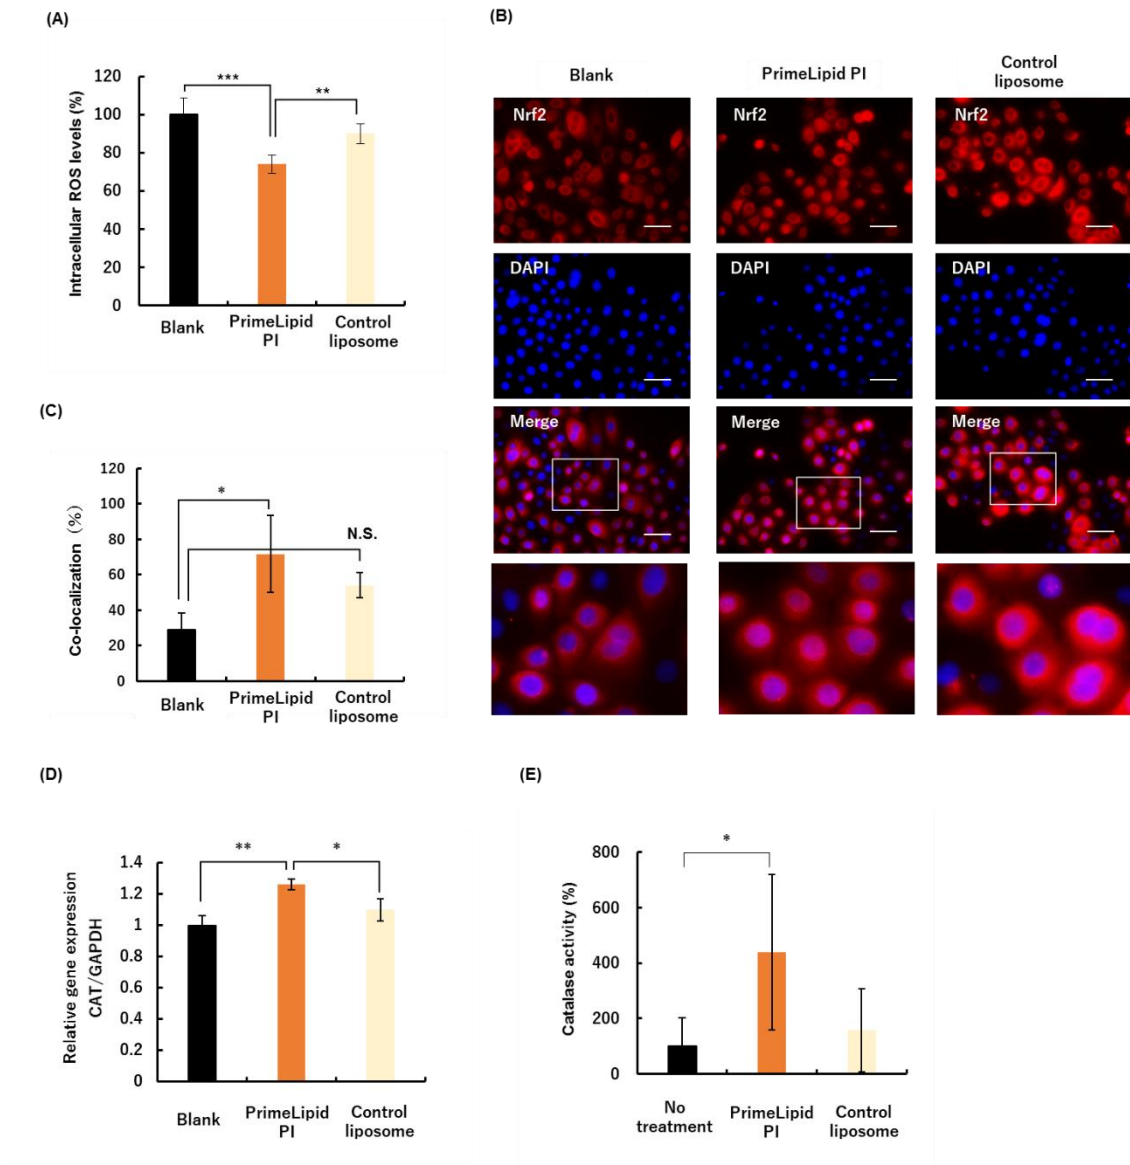 (A)
Intracellular ROS levels (%)
120
100
80
60
40
20
0
***
**
Blank
PrimeLipid
PI
Control
liposome
(B)
Blank
PrimeLipid PI
Control
liposome
Nrf2
Nrf2
Nrf2
DAPI
DAPI
DAPI
Merge
Merge
Merge
(C)
Co-localization (%)
120
100
80
60
40
20
0
*
N.S.
Blank
PrimeLipid
PI
Control
liposome
(D)
Relative gene expression
CAT/GAPDH
1.4
1.2
1
0.8
0.6
0.4
0.2
0
**
*
Blank
PrimeLipid
PI
Control
liposome
(E)
Catalase activity (%)
800
600
400
200
0
*
No
treatment
PrimeLipid
PI
Control
liposome